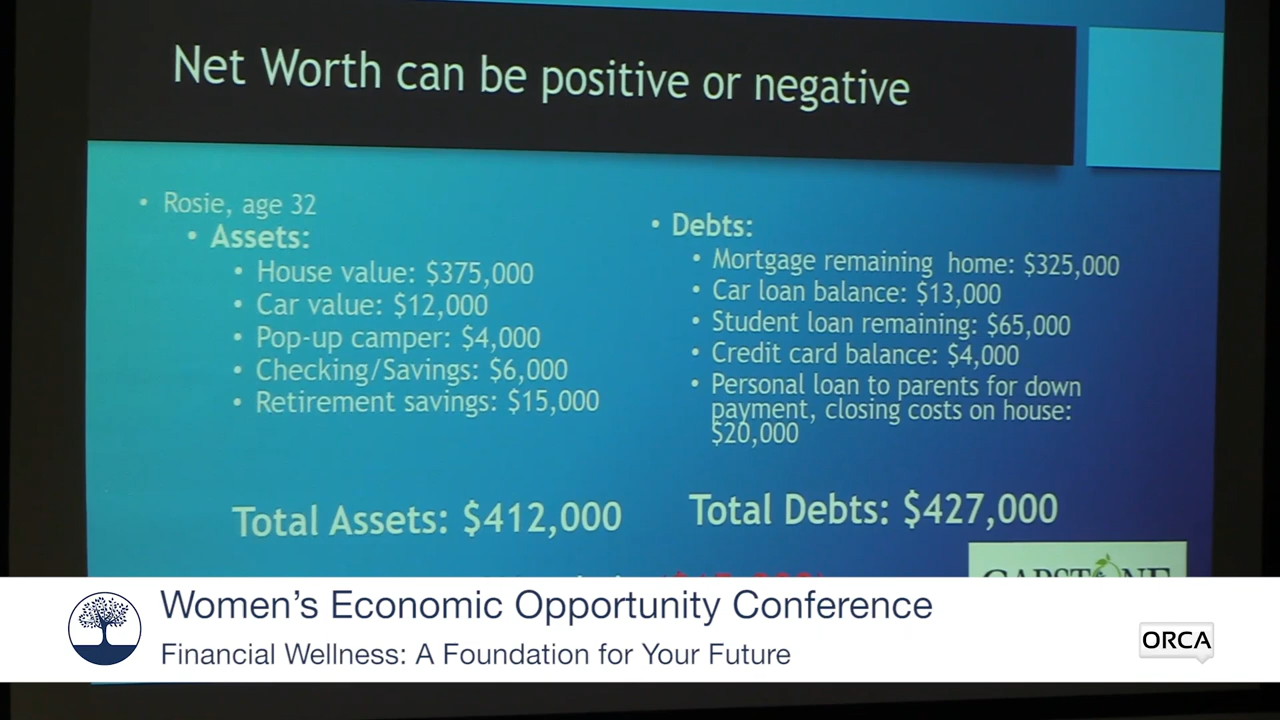 Net Worth can be positive or negative
• Rosie, age 32
• Assets:
• House value: $375,000
• Car value: $12,000
• Pop-up camper: $4,000
• Checking/Savings: $6,000
• Retirement savings: $15,000
Total Assets: $412,000
• Debts:
• Mortgage remaining home: $325,000
• Car loan balance: $13,000
• Student loan remaining: $65,000
• Credit card balance: $4,000
• Personal loan to parents for down
payment, closing costs on house:
$20,000
Total Debts: $427,000
CAPSTONE
Women's Economic Opportunity Conference
Financial Wellness: A Foundation for Your Future
ORCA